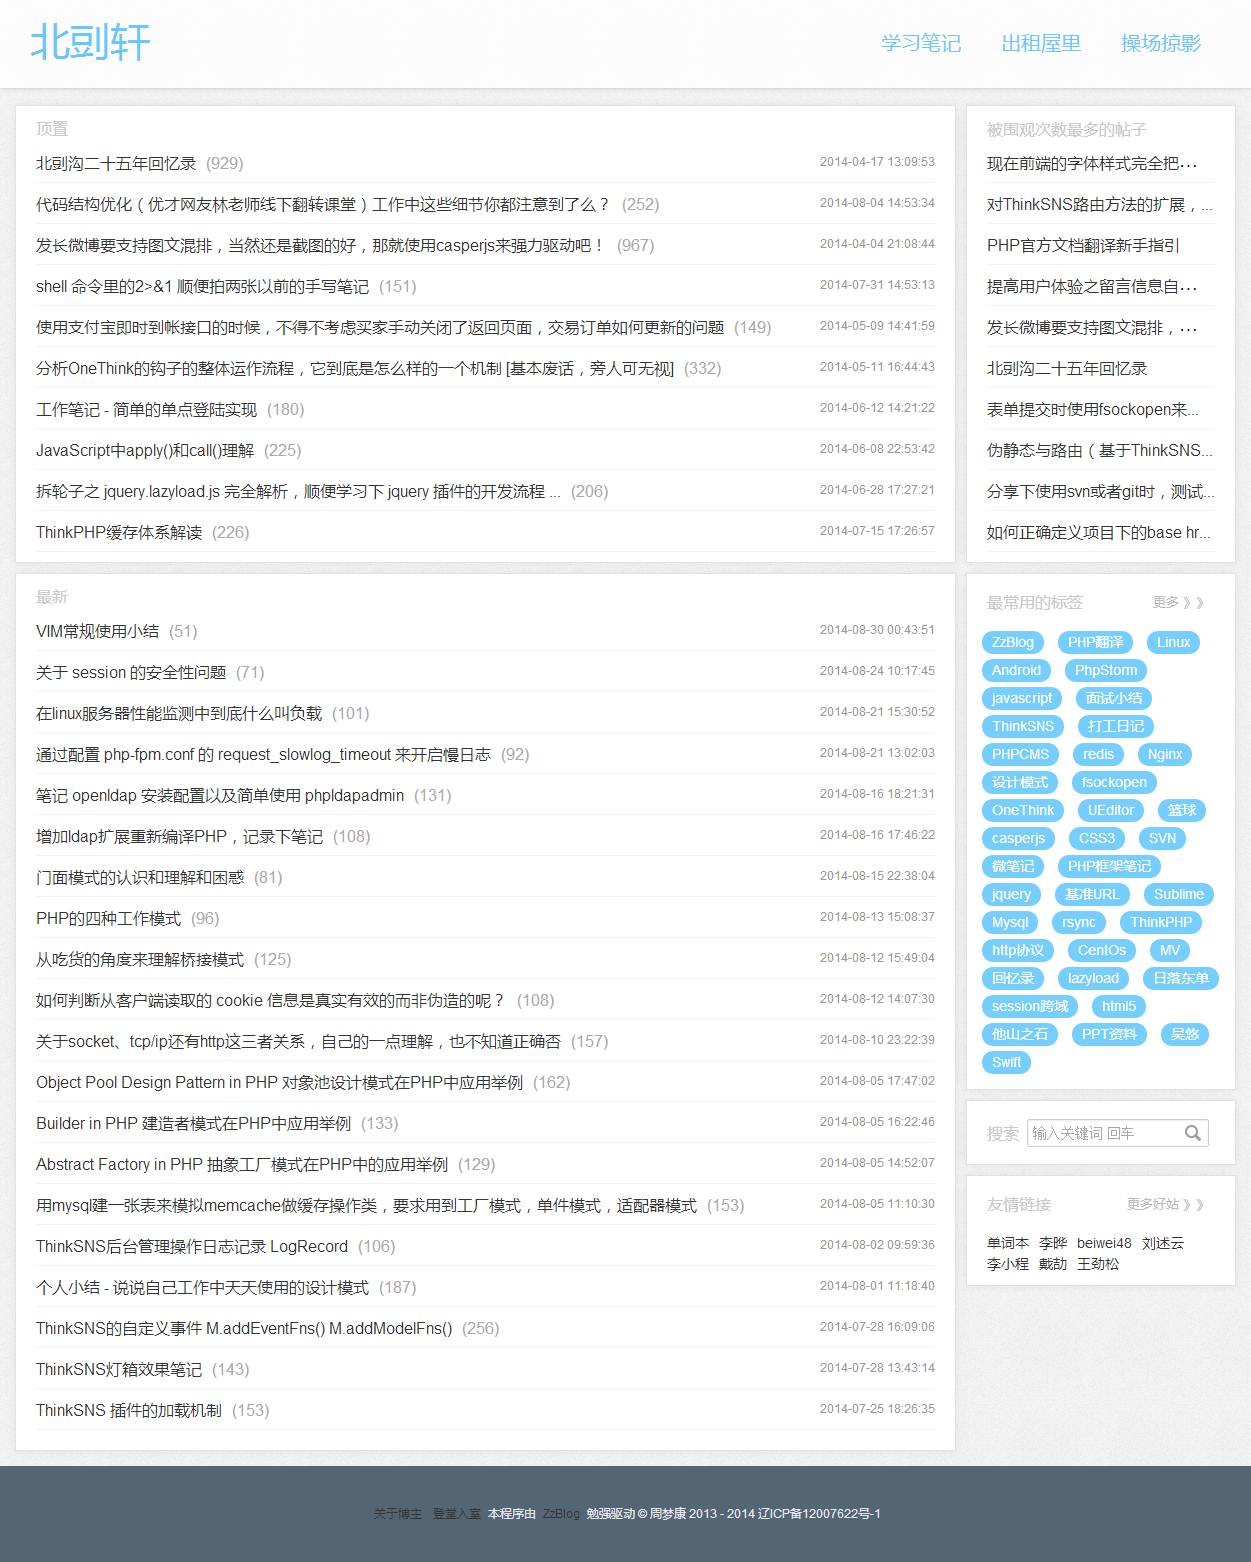 北剅轩
学习笔记 出租屋里 操场掠影
顶置
北剅沟二十五年回忆录 (929) 2014-04-17 13:09:53
代码结构优化（优才网友林老师线下翻转课堂）工作中这些细节你都注意到了么？ (252) 2014-08-04 14:53:34
发长微博要支持图文混排，当然还是截图的好，那就使用casperjs来强力驱动吧！ (967) 2014-04-04 21:08:44
shell 命令里的2>&1 顺便拍两张以前的手写笔记 (151) 2014-07-31 14:53:13
使用支付宝即时到帐接口的时候，不得不考虑买家手动关闭了返回页面，交易订单如何更新的问题 (149) 2014-05-09 14:41:59
分析OneThink的钩子的整体运作流程，它到底是怎么样的一个机制 [基本废话，旁人可无视] (332) 2014-05-11 16:44:43
工作笔记 - 简单的单点登陆实现 (180) 2014-06-12 14:21:22
JavaScript中apply()和call()理解 (225) 2014-06-08 22:53:42
拆轮子之 jquery.lazyload.js 完全解析，顺便学习下 jquery 插件的开发流程 ... (206) 2014-06-28 17:27:21
ThinkPHP缓存体系解读 (226) 2014-07-15 17:26:57
被围观次数最多的帖子
现在前端的字体样式完全把...
对ThinkSNS路由方法的扩展，...
PHP官方文档翻译新手指引
提高用户体验之留言信息自...
发长微博要支持图文混排，...
北剅沟二十五年回忆录
表单提交时使用fsockopen来...
伪静态与路由（基于ThinkSNS...
分享下使用svn或者git时，测试...
如何正确定义项目下的base hr...
最新
VIM常规使用小结 (51) 2014-08-30 00:43:51
关于 session 的安全性问题 (71) 2014-08-24 10:17:45
在linux服务器性能监测中到底什么叫负载 (101) 2014-08-21 15:30:52
通过配置 php-fpm.conf 的 request_slowlog_timeout 来开启慢日志 (92) 2014-08-21 13:02:03
笔记 openldap 安装配置以及简单使用 phpldapadmin (131) 2014-08-16 18:21:31
增加ldap扩展重新编译PHP，记录下笔记 (108) 2014-08-16 17:46:22
门面模式的认识和理解和困惑 (81) 2014-08-15 22:38:04
PHP的四种工作模式 (96) 2014-08-13 15:08:37
从吃货的角度来理解桥接模式 (125) 2014-08-12 15:49:04
如何判断从客户端读取的 cookie 信息是真实有效的而非伪造的呢？ (108) 2014-08-12 14:07:30
关于socket、tcp/ip还有http这三者关系，自己的一点理解，也不知道正确否 (157) 2014-08-10 23:22:39
Object Pool Design Pattern in PHP 对象池设计模式在PHP中应用举例 (162) 2014-08-05 17:47:02
Builder in PHP 建造者模式在PHP中应用举例 (133) 2014-08-05 16:22:46
Abstract Factory in PHP 抽象工厂模式在PHP中的应用举例 (129) 2014-08-05 14:52:07
用mysql建一张表来模拟memcache做缓存操作类，要求用到工厂模式，单件模式，适配器模式 (153) 2014-08-05 11:10:30
ThinkSNS后台管理操作日志记录 LogRecord (106) 2014-08-02 09:59:36
个人小结 - 说说自己工作中天天使用的设计模式 (187) 2014-08-01 11:18:40
ThinkSNS的自定义事件 M.addEventFns() M.addModelFns() (256) 2014-07-28 16:09:06
ThinkSNS灯箱效果笔记 (143) 2014-07-28 13:43:14
ThinkSNS 插件的加载机制 (153) 2014-07-25 18:26:35
最常用的标签 更多 》》
ZzBlog PHP翻译 Linux
Android PhpStorm
javascript 面试小结
ThinkSNS 打工日记
PHPCMS redis Nginx
设计模式 fsockopen
OneThink UEditor 篮球
casperjs CSS3 SVN
微笔记 PHP框架笔记
jquery 基准URL Sublime
Mysql rsync ThinkPHP
http协议 CentOs MV
回忆录 lazyload 日落东单
session跨域 html5
他山之石 PPT资料 吴悠
Swift
搜索 输入关键词 回车
友情链接 更多好站 》》
单词本 李晔 beiwei48 刘述云
李小程 戴劼 王劲松
关于博主 登堂入室 本程序由 ZzBlog 勉强驱动 © 周梦康 2013 - 2014 辽ICP备12007622号-1